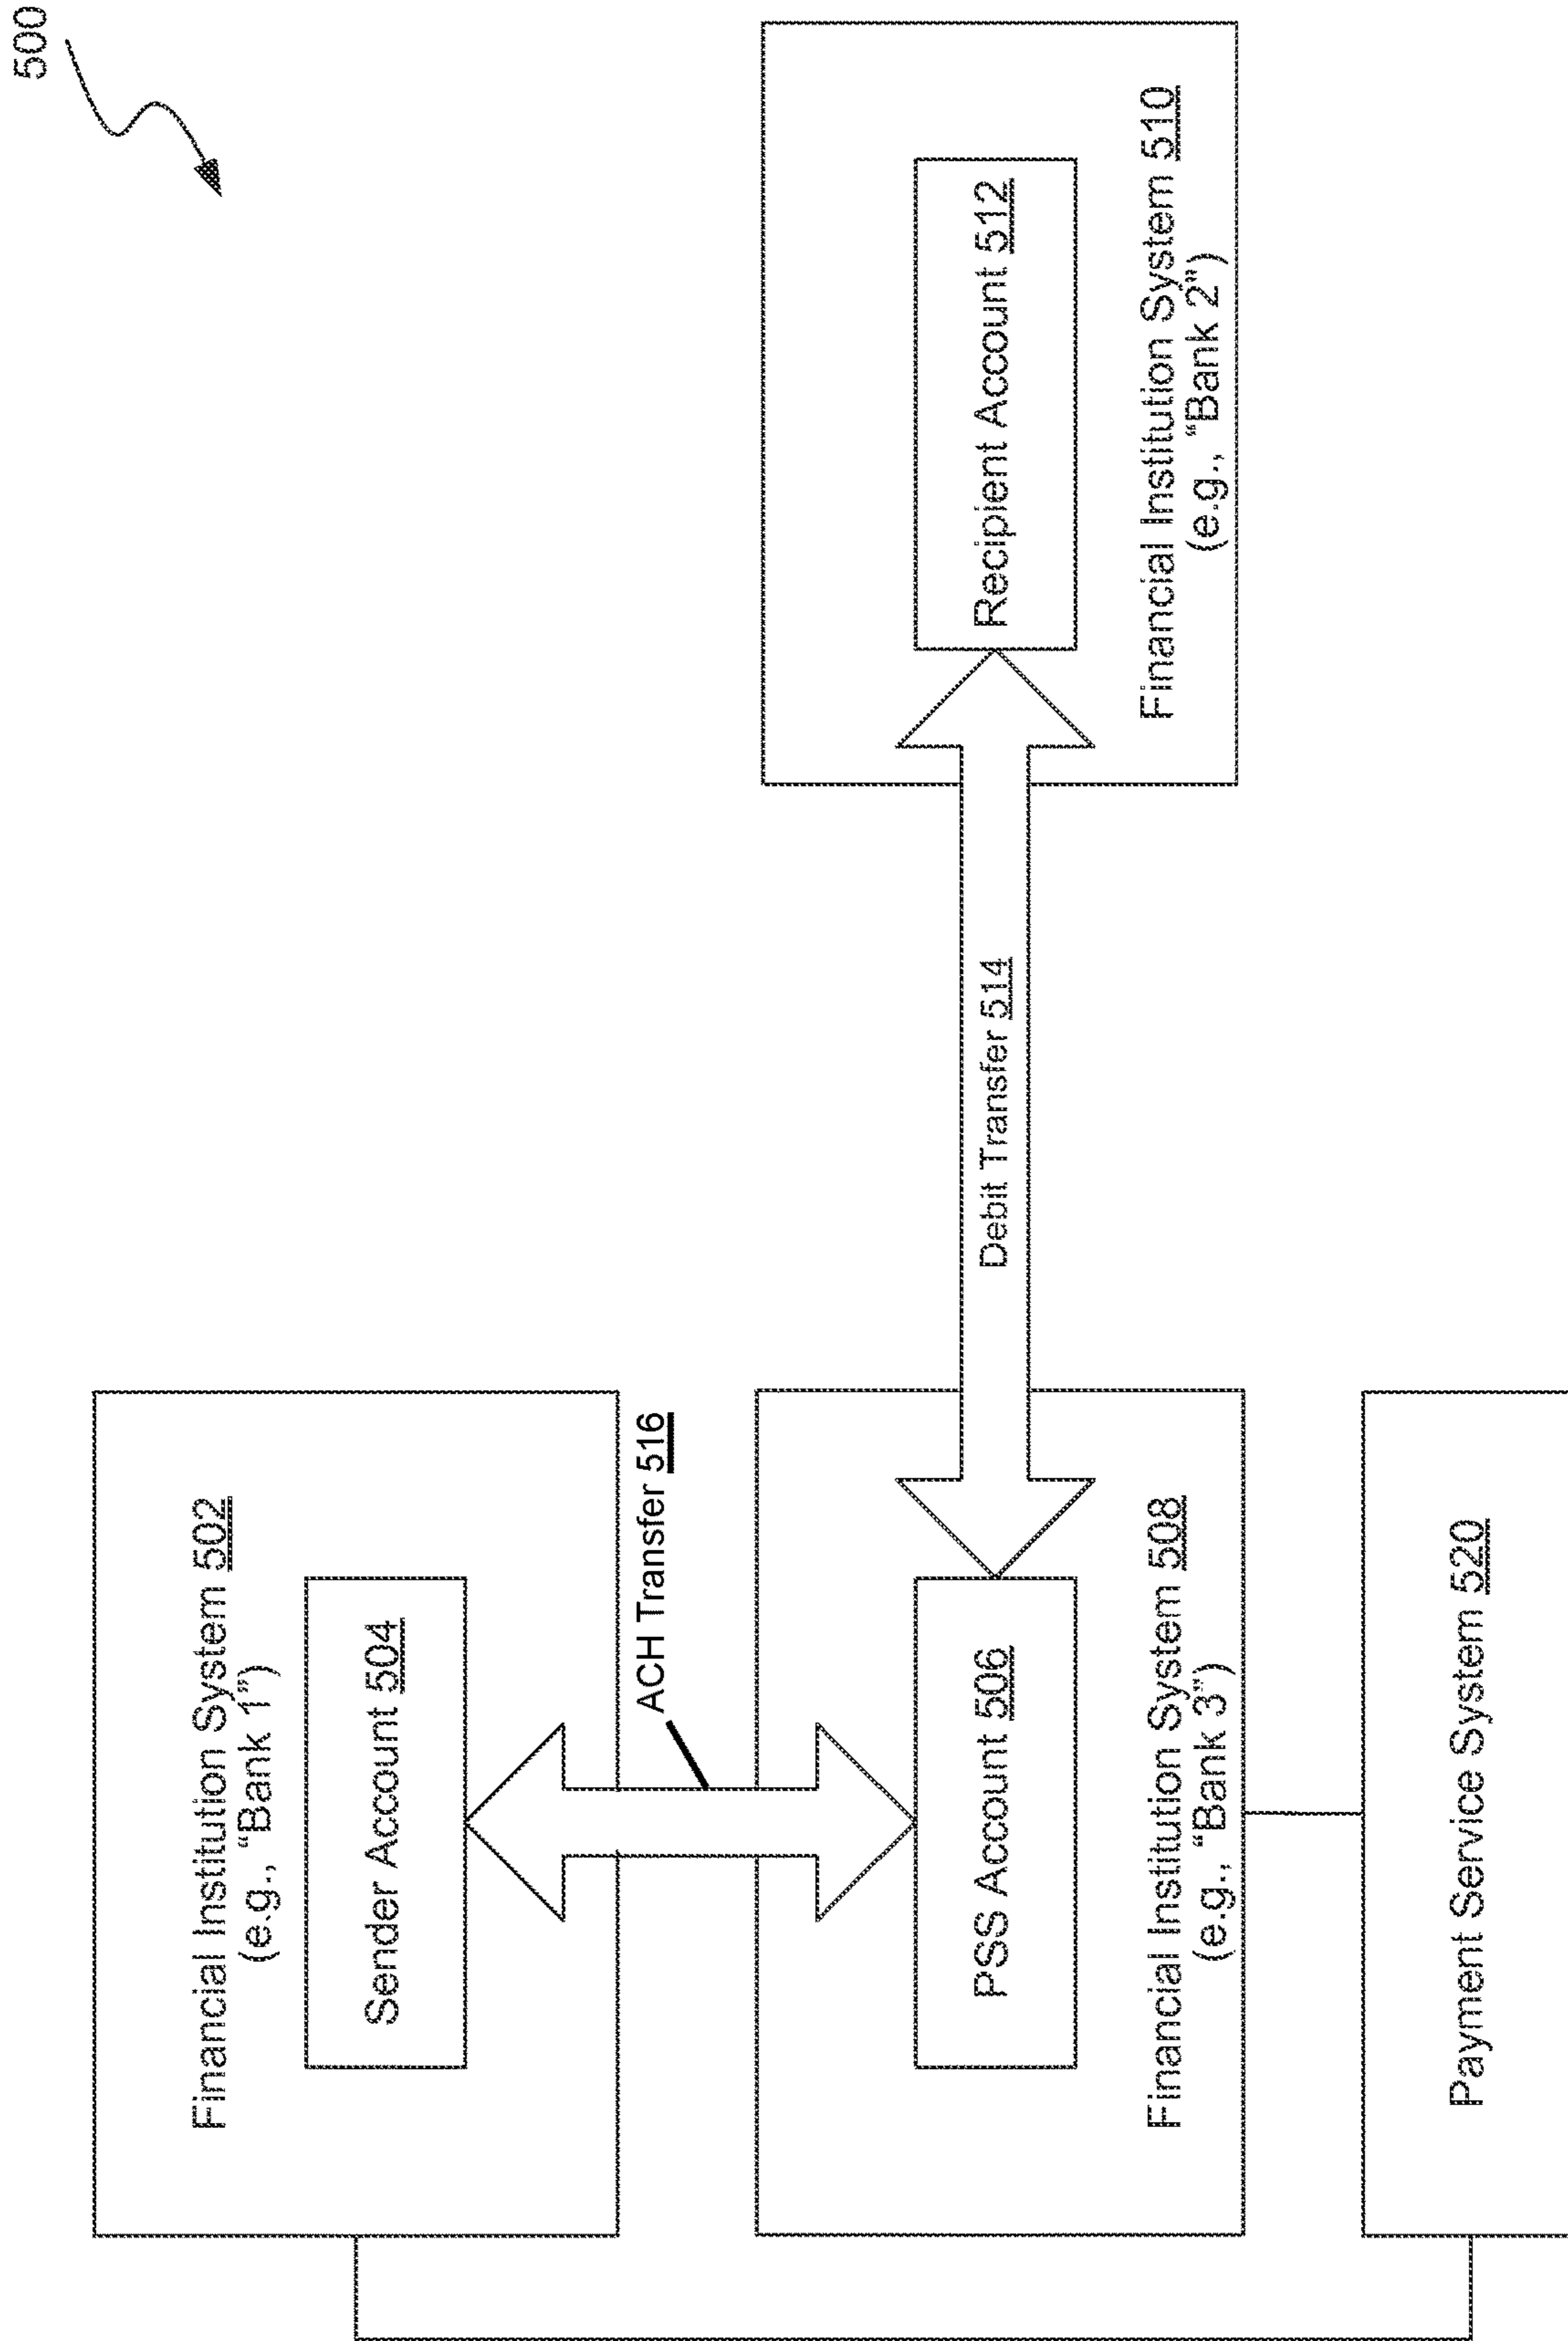 500
Financial Institution System 502
(e.g., “Bank 1”)
Sender Account 504
ACH Transfer 516
PSS Account 506
Financial Institution System 508
(e.g., “Bank 3”)
Debit Transfer 514
Recipient Account 512
Financial Institution System 510
(e.g., “Bank 2”)
Payment Service System 520